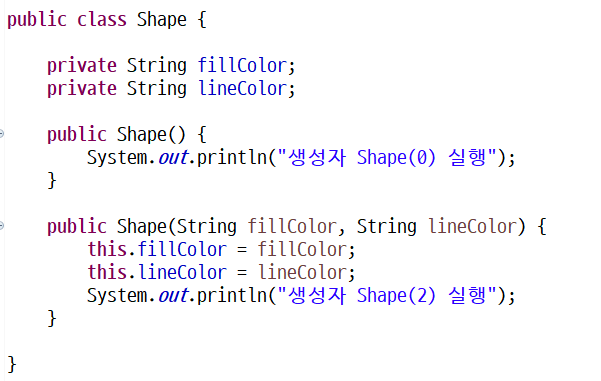 public class Shape {
private String fillColor;
private String lineColor;
public Shape() {
System.out.println("생성자 Shape(0) 실행");
}
public Shape(String fillColor, String lineColor) {
this.fillColor = fillColor;
this.lineColor = lineColor;
System.out.println("생성자 Shape(2) 실행");
}
}